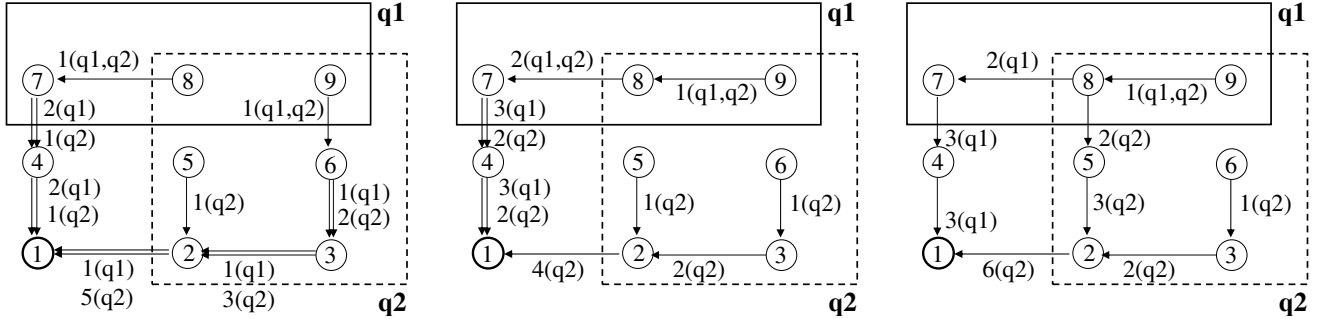 q1
1(q1,q2)
7
8
9
2(q1)
1(q1,q2)
1(q2)
4
5
6
2(q1)
1(q2)
1(q2)
1(q1)
2(q2)
1
2
3
1(q1)
1(q1)
5(q2)
3(q2)
q2
q1
2(q1,q2)
7
8
9
1(q1,q2)
3(q1)
2(q2)
4
5
6
3(q1)
2(q2)
1(q2)
1(q2)
1
2
3
4(q2)
2(q2)
q2
q1
2(q1)
7
8
9
1(q1,q2)
3(q1)
2(q2)
4
5
6
3(q1)
3(q2)
1(q2)
1
2
3
6(q2)
2(q2)
q2